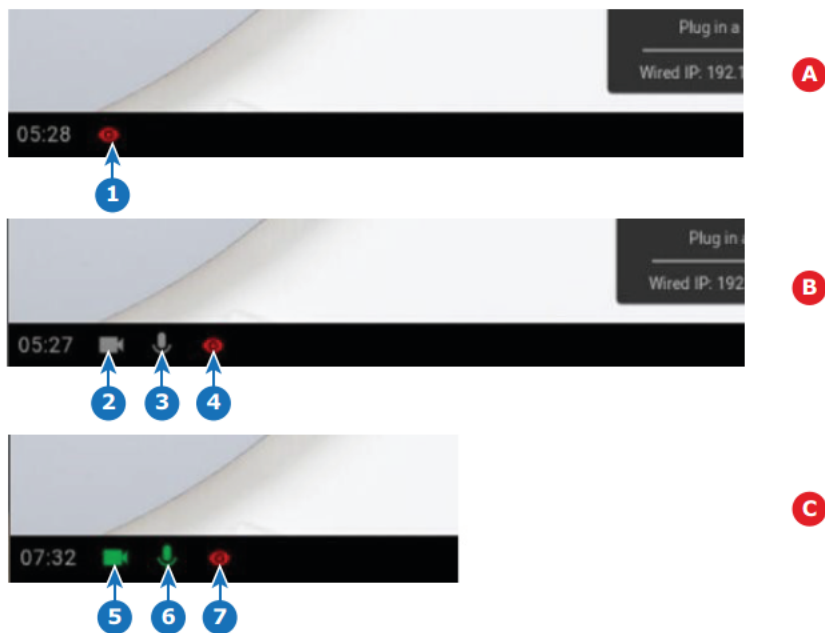 Plug in a
Wired IP: 192.1
A
05:28
1
Plug in
Wired IP: 192
B
05:27
2 3 4
C
07:32
5 6 7